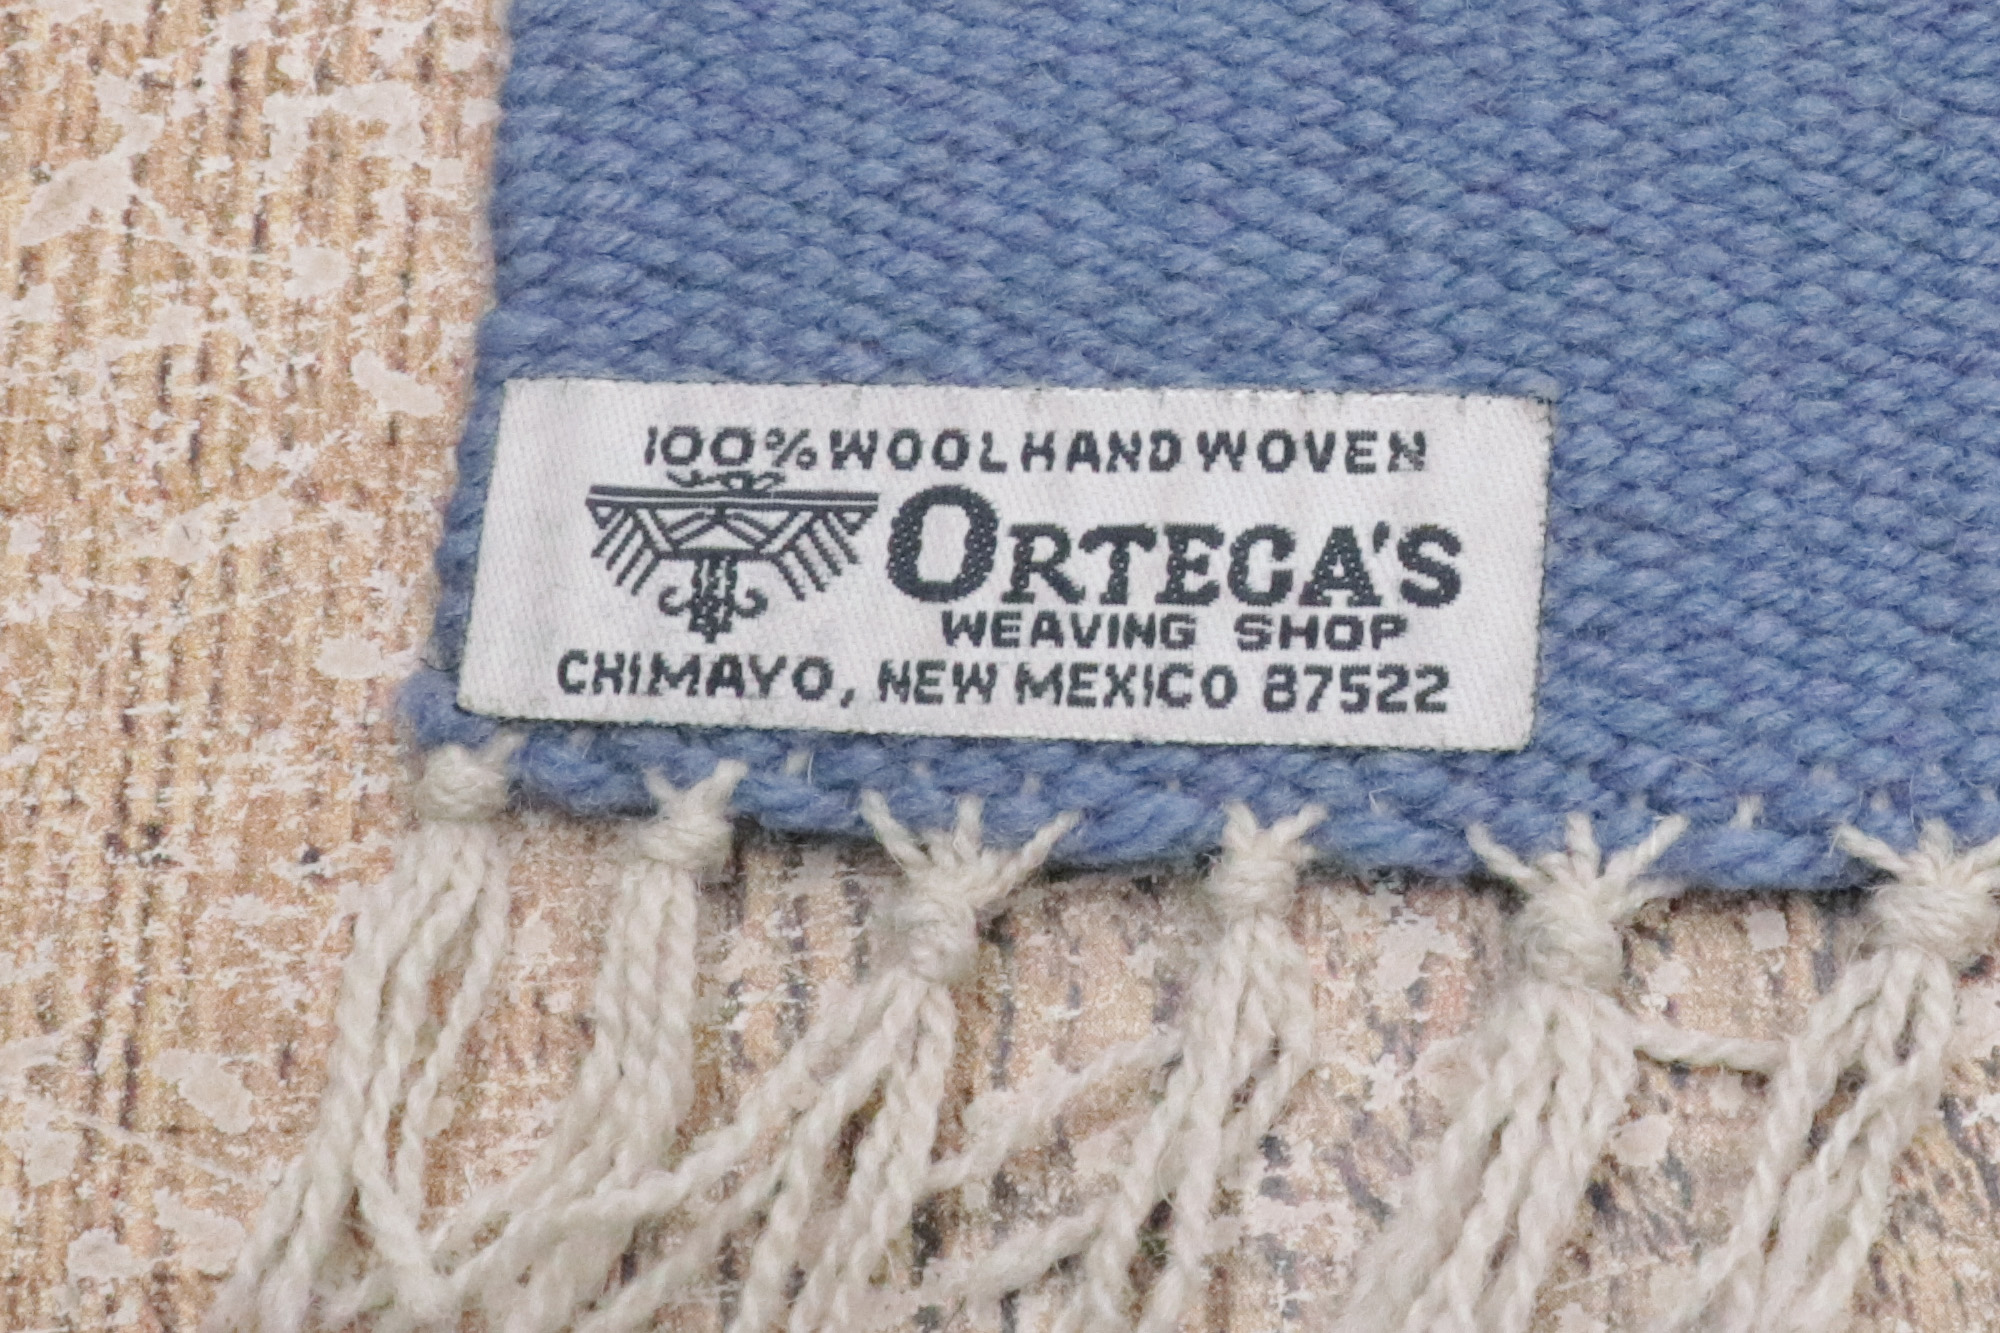 100% WOOL HAND WOVEN
ORTEGA'S
WEAVING SHOP
CHIMAYO, NEW MEXICO 87522